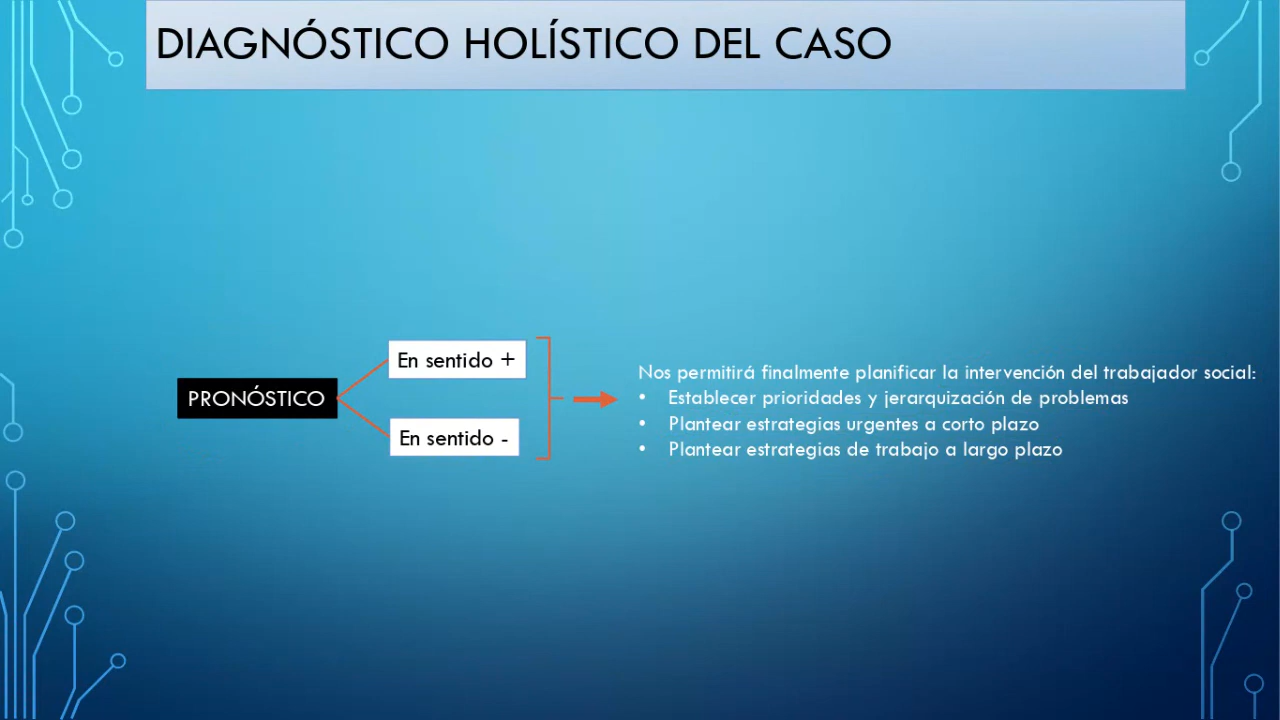 DIAGNÓSTICO HOLÍSTICO DEL CASO
PRONÓSTICO
En sentido +
En sentido -
Nos permitirá finalmente planificar la intervención del trabajador social:
• Establecer prioridades y jerarquización de problemas
• Plantear estrategias urgentes a corto plazo
• Plantear estrategias de trabajo a largo plazo